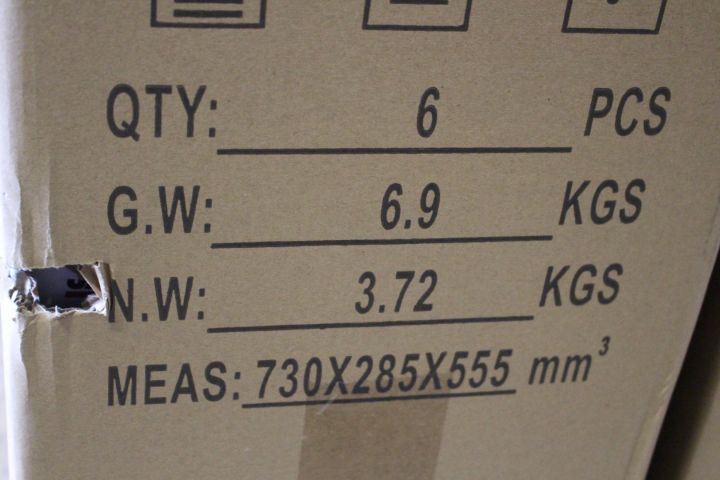 QTY: 6 PCS
G.W: 6.9 KGS
N.W: 3.72 KGS
MEAS: 730X285X555 mm³